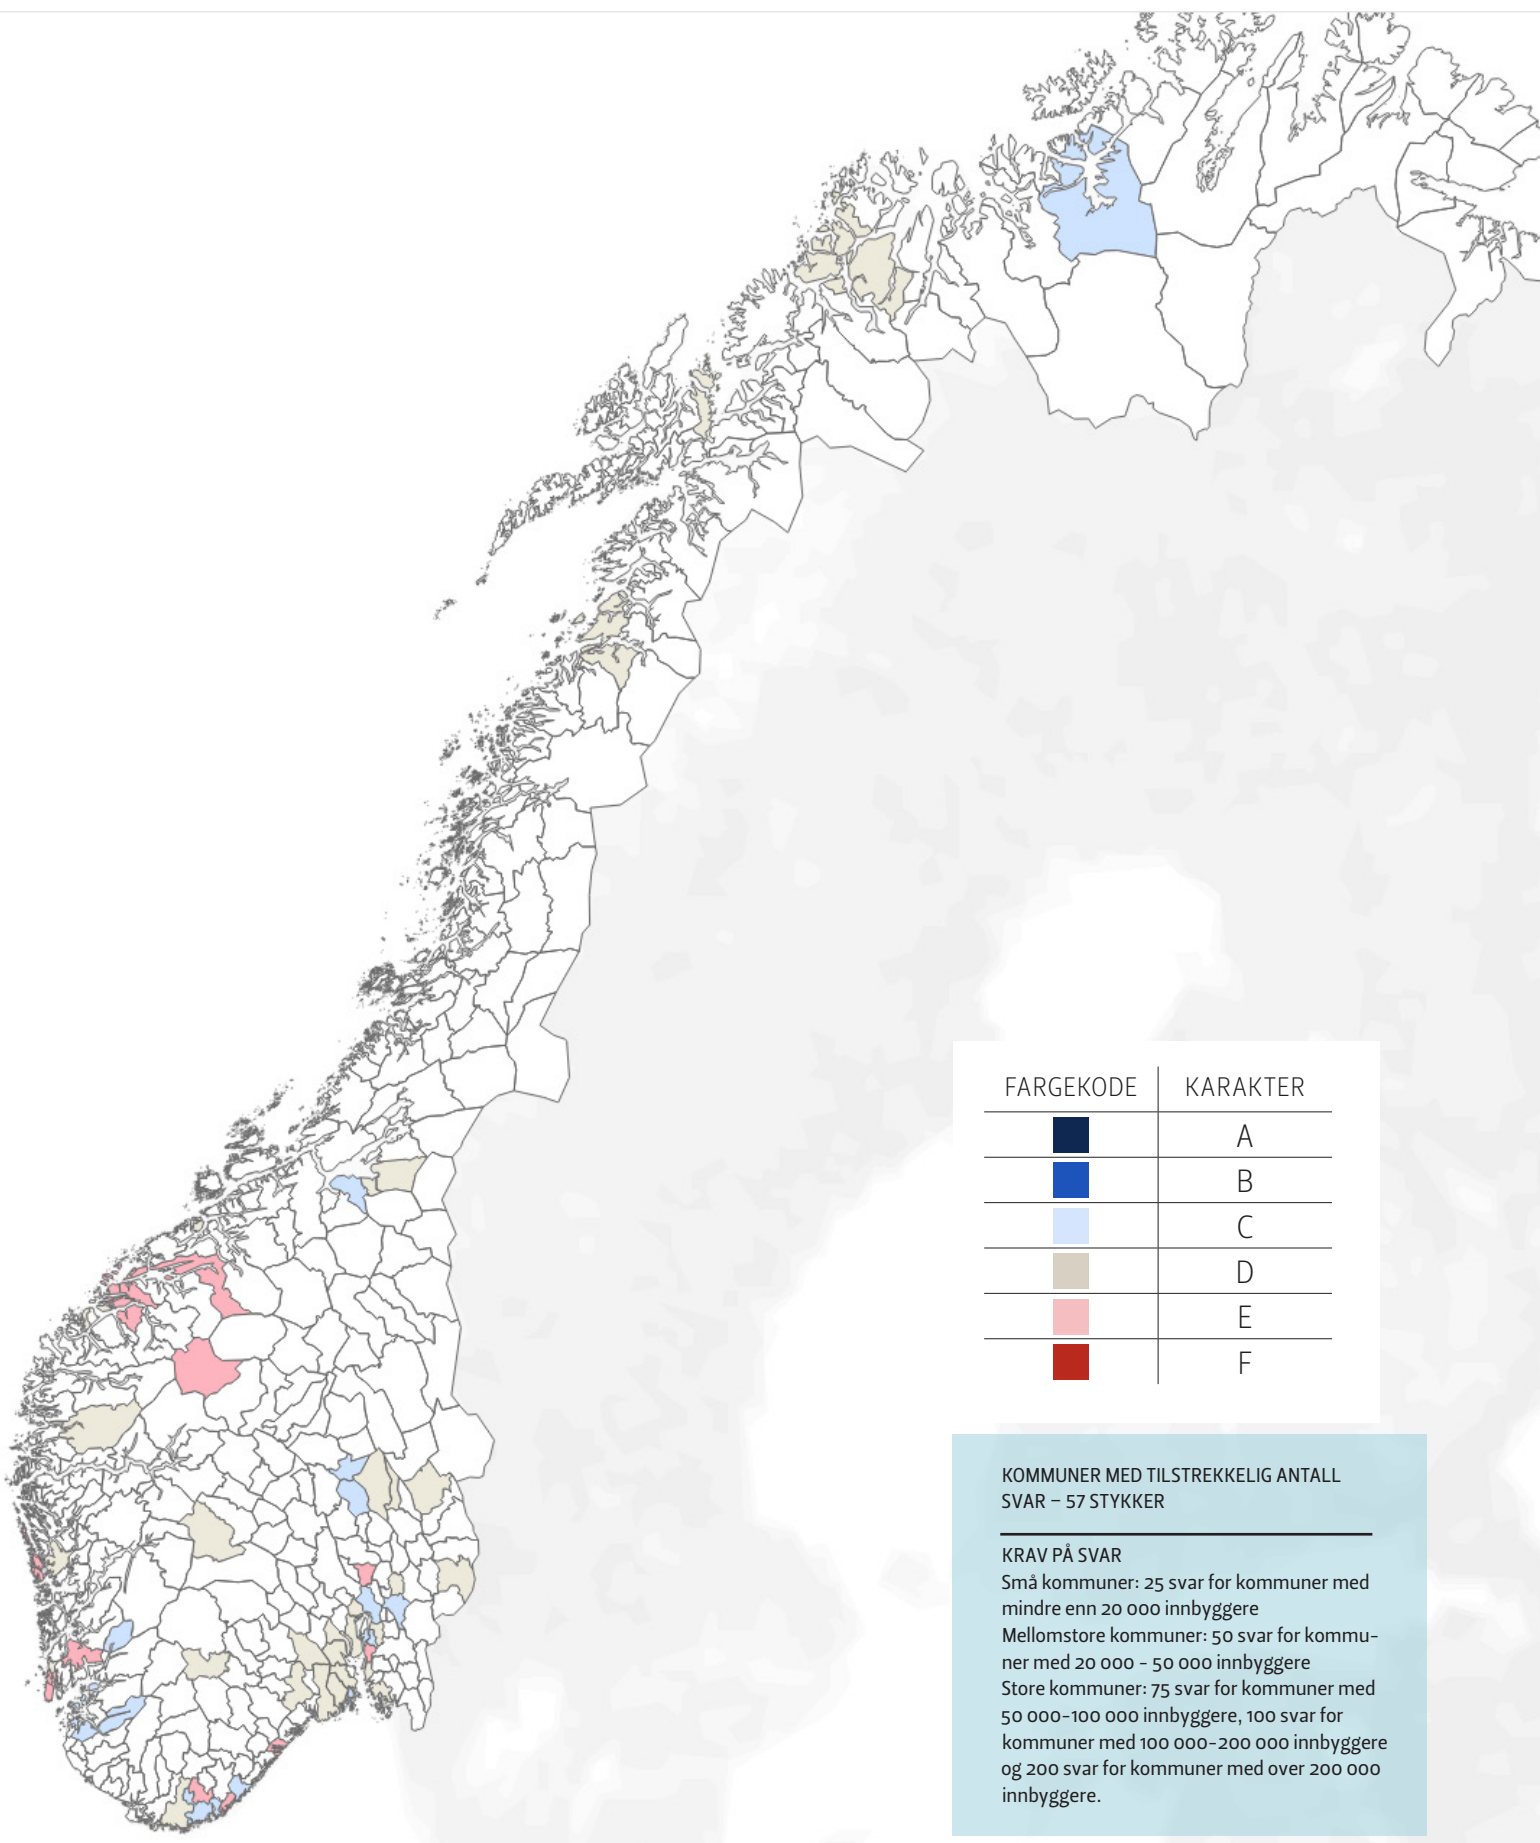 FARGEKODE KARAKTER
A
B
C
D
E
F
KOMMUNER MED TILSTREKKELIG ANTALL
SVAR – 57 STYKKER
KRAV PÅ SVAR
Små kommuner: 25 svar for kommuner med
mindre enn 20 000 innbyggere
Mellomstore kommuner: 50 svar for kommu-
ner med 20 000 - 50 000 innbyggere
Store kommuner: 75 svar for kommuner med
50 000-100 000 innbyggere, 100 svar for
kommuner med 100 000-200 000 innbyggere
og 200 svar for kommuner med over 200 000
innbyggere.